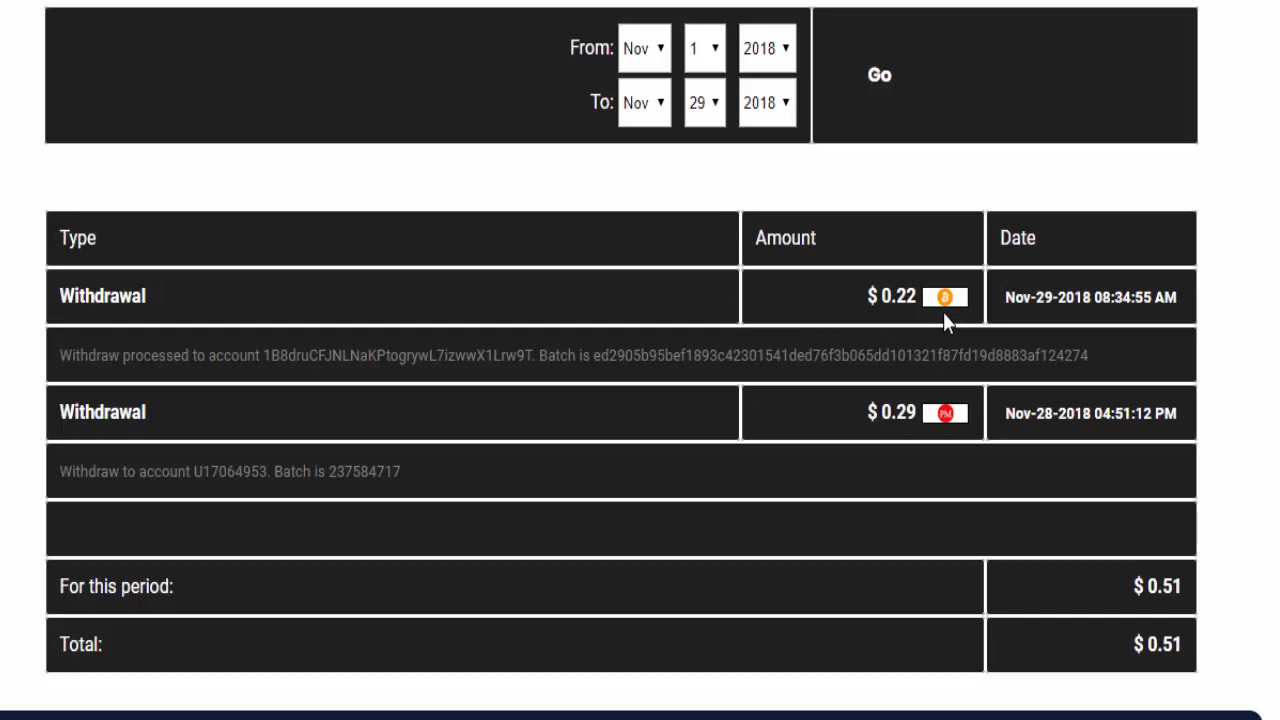 From: Nov 1 2018
Go
To: Nov 29 2018
Type Amount Date
Withdrawal $ 0.22 Nov-29-2018 08:34:55 AM
Withdraw processed to account 1B8druCFJNLNaKPtogrywL7izwwX1Lrw9T. Batch is ed2905b95bef1893c42301541ded76f3b065dd101321f87fd19d8883af124274
Withdrawal $ 0.29 PM Nov-28-2018 04:51:12 PM
Withdraw to account U17064953. Batch is 237584717
For this period: $ 0.51
Total: $ 0.51